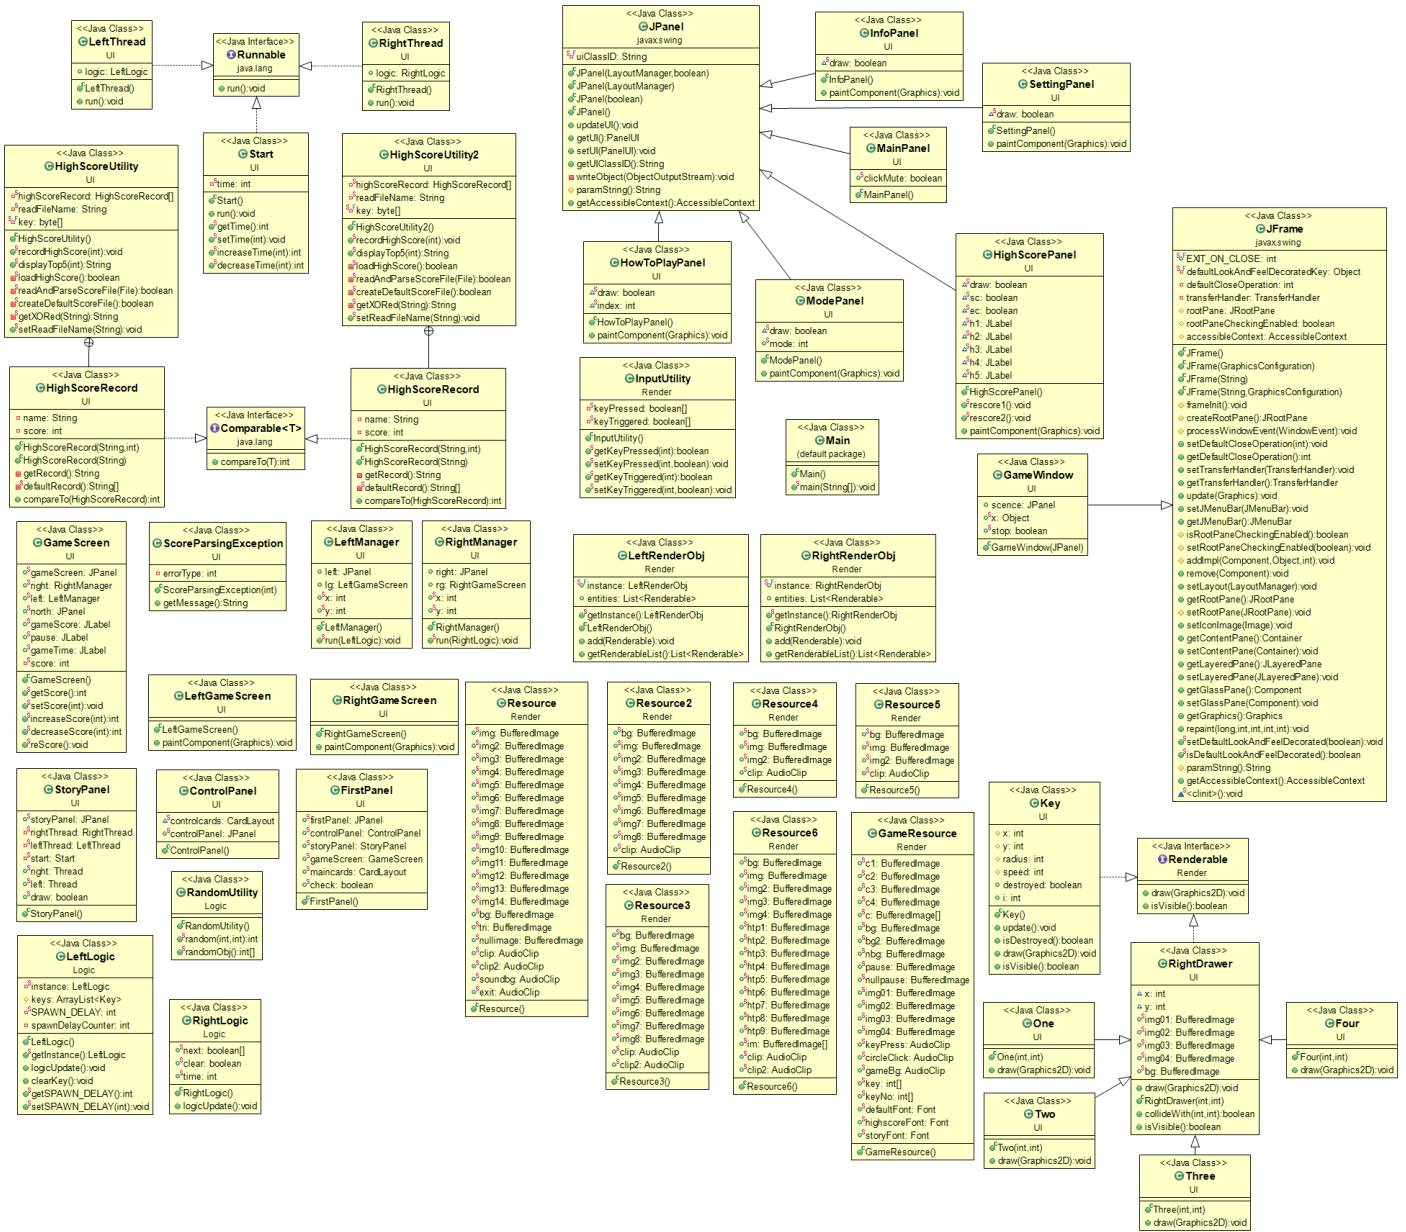 <<Java Class>>
LeftThread
UI
logic: LeftLogic
LeftThread()
run():void
<<Java Interface>>
Runnable
java.lang
run():void
<<Java Class>>
RightThread
UI
logic: RightLogic
RightThread()
run():void
<<Java Class>>
JPanel
javax.swing
uiClassID: String
JPanel(LayoutManager,boolean)
JPanel(LayoutManager)
JPanel(boolean)
JPanel()
updateUI():void
getUI():PanelUI
setUI(PanelUI):void
getUIClassID():String
writeObject(ObjectOutputStream):void
paramString():String
getAccessibleContext():AccessibleContext
<<Java Class>>
InfoPanel
UI
draw: boolean
InfoPanel()
paintComponent(Graphics):void
<<Java Class>>
SettingPanel
UI
draw: boolean
SettingPanel()
paintComponent(Graphics):void
<<Java Class>>
MainPanel
UI
clickMute: boolean
MainPanel()
<<Java Class>>
HighScoreUtility
UI
highScoreRecord: HighScoreRecord[]
readFileName: String
key: byte[]
HighScoreUtility()
recordHighScore(int):void
displayTop5(int):String
loadHighScore():boolean
readAndParseScoreFile(File):boolean
createDefaultScoreFile():boolean
getXORed(String):String
setReadFileName(String):void
<<Java Class>>
Start
UI
time: int
Start()
run():void
getTime():int
setTime(int):void
increaseTime(int):int
decreaseTime(int):int
<<Java Class>>
HighScoreUtility2
UI
highScoreRecord: HighScoreRecord[]
readFileName: String
key: byte[]
HighScoreUtility2()
recordHighScore(int):void
displayTop5(int):String
loadHighScore():boolean
readAndParseScoreFile(File):boolean
createDefaultScoreFile():boolean
getXORed(String):String
setReadFileName(String):void
<<Java Class>>
HowToPlayPanel
UI
draw: boolean
index: int
HowToPlayPanel()
paintComponent(Graphics):void
<<Java Class>>
ModePanel
UI
draw: boolean
mode: int
ModePanel()
paintComponent(Graphics):void
<<Java Class>>
HighScorePanel
UI
draw: boolean
sc: boolean
ec: boolean
h1: JLabel
h2: JLabel
h3: JLabel
h4: JLabel
h5: JLabel
HighScorePanel()
rescore1():void
rescore2():void
paintComponent(Graphics):void
<<Java Class>>
JFrame
javax.swing
EXIT_ON_CLOSE: int
defaultLookAndFeelDecoratedKey: Object
defaultCloseOperation: int
transferHandler: TransferHandler
rootPane: JRootPane
rootPaneCheckingEnabled: boolean
accessibleContext: AccessibleContext
JFrame()
JFrame(GraphicsConfiguration)
JFrame(String)
JFrame(String,GraphicsConfiguration)
frameInit():void
createRootPane():JRootPane
processWindowEvent(WindowEvent):void
setDefaultCloseOperation(int):void
getDefaultCloseOperation():int
setTransferHandler(TransferHandler):void
getTransferHandler():TransferHandler
update(Graphics):void
setJMenuBar(JMenuBar):void
getJMenuBar():JMenuBar
isRootPaneCheckingEnabled():boolean
setRootPaneCheckingEnabled(boolean):void
addImpl(Component,Object,int):void
remove(Component):void
setLayout(LayoutManager):void
getRootPane():JRootPane
setRootPane(JRootPane):void
setIconImage(Image):void
getContentPane():Container
setContentPane(Container):void
getLayeredPane():JLayeredPane
setLayeredPane(JLayeredPane):void
getGlassPane():Component
setGlassPane(Component):void
getGraphics():Graphics
repaint(long,int,int,int,int):void
setDefaultLookAndFeelDecorated(boolean):void
isDefaultLookAndFeelDecorated():boolean
paramString():String
getAccessibleContext():AccessibleContext
<clinit>():void
<<Java Class>>
HighScoreRecord
UI
name: String
score: int
HighScoreRecord(String,int)
HighScoreRecord(String)
getRecord():String
defaultRecord():String[]
compareTo(HighScoreRecord):int
<<Java Interface>>
Comparable<T>
java.lang
compareTo(T):int
<<Java Class>>
HighScoreRecord
UI
name: String
score: int
HighScoreRecord(String,int)
HighScoreRecord(String)
getRecord():String
defaultRecord():String[]
compareTo(HighScoreRecord):int
<<Java Class>>
InputUtility
Render
keyPressed: boolean[]
keyTriggered: boolean[]
InputUtility()
getKeyPressed(int):boolean
setKeyPressed(int,boolean):void
getKeyTriggered(int):boolean
setKeyTriggered(int,boolean):void
<<Java Class>>
Main
(default package)
Main()
main(String[]):void
<<Java Class>>
GameWindow
UI
scence: JPanel
x: Object
stop: boolean
GameWindow(JPanel)
<<Java Class>>
GameScreen
UI
gameScreen: JPanel
right: RightManager
left: LeftManager
north: JPanel
gameScore: JLabel
pause: JLabel
gameTime: JLabel
score: int
GameScreen()
getScore():int
setScore(int):void
increaseScore(int):int
decreaseScore(int):int
reScore():void
<<Java Class>>
ScoreParsingException
UI
errorType: int
ScoreParsingException(int)
getMessage():String
<<Java Class>>
LeftManager
UI
left: JPanel
lg: LeftGameScreen
x: int
y: int
LeftManager()
run(LeftLogic):void
<<Java Class>>
RightManager
UI
right: JPanel
rg: RightGameScreen
x: int
y: int
RightManager()
run(RightLogic):void
<<Java Class>>
LeftRenderObj
Render
instance: LeftRenderObj
entities: List<Renderable>
getInstance():LeftRenderObj
LeftRenderObj()
add(Renderable):void
getRenderableList():List<Renderable>
<<Java Class>>
RightRenderObj
Render
instance: RightRenderObj
entities: List<Renderable>
getInstance():RightRenderObj
RightRenderObj()
add(Renderable):void
getRenderableList():List<Renderable>
<<Java Class>>
LeftGameScreen
UI
LeftGameScreen()
paintComponent(Graphics):void
<<Java Class>>
RightGameScreen
UI
RightGameScreen()
paintComponent(Graphics):void
<<Java Class>>
Resource
Render
img: BufferedImage
img2: BufferedImage
img3: BufferedImage
img4: BufferedImage
img5: BufferedImage
img6: BufferedImage
img7: BufferedImage
img8: BufferedImage
img9: BufferedImage
img10: BufferedImage
img11: BufferedImage
img12: BufferedImage
img13: BufferedImage
img14: BufferedImage
bg: BufferedImage
tri: BufferedImage
nullimage: BufferedImage
clip: AudioClip
clip2: AudioClip
soundbg: AudioClip
exit: AudioClip
Resource()
<<Java Class>>
Resource2
Render
bg: BufferedImage
img: BufferedImage
img2: BufferedImage
img3: BufferedImage
img4: BufferedImage
img5: BufferedImage
img6: BufferedImage
img7: BufferedImage
img8: BufferedImage
clip: AudioClip
Resource2()
<<Java Class>>
Resource4
Render
bg: BufferedImage
img: BufferedImage
img2: BufferedImage
clip: AudioClip
Resource4()
<<Java Class>>
Resource5
Render
bg: BufferedImage
img: BufferedImage
img2: BufferedImage
clip: AudioClip
Resource5()
<<Java Class>>
StoryPanel
UI
storyPanel: JPanel
rightThread: RightThread
leftThread: LeftThread
start: Start
right: Thread
left: Thread
draw: boolean
StoryPanel()
<<Java Class>>
ControlPanel
UI
controlcards: CardLayout
controlPanel: JPanel
ControlPanel()
<<Java Class>>
FirstPanel
UI
firstPanel: JPanel
controlPanel: ControlPanel
storyPanel: StoryPanel
gameScreen: GameScreen
maincards: CardLayout
check: boolean
FirstPanel()
<<Java Class>>
RandomUtility
Logic
RandomUtility()
random(int,int):int
randomObj():int[]
<<Java Class>>
Resource3
Render
bg: BufferedImage
img: BufferedImage
img2: BufferedImage
img3: BufferedImage
img4: BufferedImage
img5: BufferedImage
img6: BufferedImage
img7: BufferedImage
img8: BufferedImage
clip: AudioClip
clip2: AudioClip
Resource3()
<<Java Class>>
Resource6
Render
bg: BufferedImage
img: BufferedImage
img2: BufferedImage
img3: BufferedImage
img4: BufferedImage
htp1: BufferedImage
htp2: BufferedImage
htp3: BufferedImage
htp4: BufferedImage
htp5: BufferedImage
htp6: BufferedImage
htp7: BufferedImage
htp8: BufferedImage
htp9: BufferedImage
im: BufferedImage[]
clip: AudioClip
clip2: AudioClip
Resource6()
<<Java Class>>
GameResource
Render
c1: BufferedImage
c2: BufferedImage
c3: BufferedImage
c4: BufferedImage
c: BufferedImage[]
bg: BufferedImage
bg2: BufferedImage
nbg: BufferedImage
pause: BufferedImage
nullpause: BufferedImage
img01: BufferedImage
img02: BufferedImage
img03: BufferedImage
img04: BufferedImage
keyPress: AudioClip
circleClick: AudioClip
gameBg: AudioClip
key: int[]
keyNo: int[]
defaultFont: Font
highscoreFont: Font
storyFont: Font
GameResource()
<<Java Class>>
Key
UI
x: int
y: int
radius: int
speed: int
destroyed: boolean
i: int
Key()
update():void
isDestroyed():boolean
draw(Graphics2D):void
isVisible():boolean
<<Java Interface>>
Renderable
Render
draw(Graphics2D):void
isVisible():boolean
<<Java Class>>
LeftLogic
Logic
instance: LeftLogic
keys: ArrayList<Key>
SPAWN_DELAY: int
spawnDelayCounter: int
LeftLogic()
getInstance():LeftLogic
logicUpdate():void
clearKey():void
getSPAWN_DELAY():int
setSPAWN_DELAY(int):void
<<Java Class>>
RightLogic
Logic
next: boolean[]
clear: boolean
time: int
RightLogic()
logicUpdate():void
<<Java Class>>
RightDrawer
UI
x: int
y: int
img01: BufferedImage
img02: BufferedImage
img03: BufferedImage
img04: BufferedImage
bg: BufferedImage
draw(Graphics2D):void
RightDrawer(int,int)
collideWith(int,int):boolean
isVisible():boolean
<<Java Class>>
One
UI
One(int,int)
draw(Graphics2D):void
<<Java Class>>
Four
UI
Four(int,int)
draw(Graphics2D):void
<<Java Class>>
Two
UI
Two(int,int)
draw(Graphics2D):void
<<Java Class>>
Three
UI
Three(int,int)
draw(Graphics2D):void